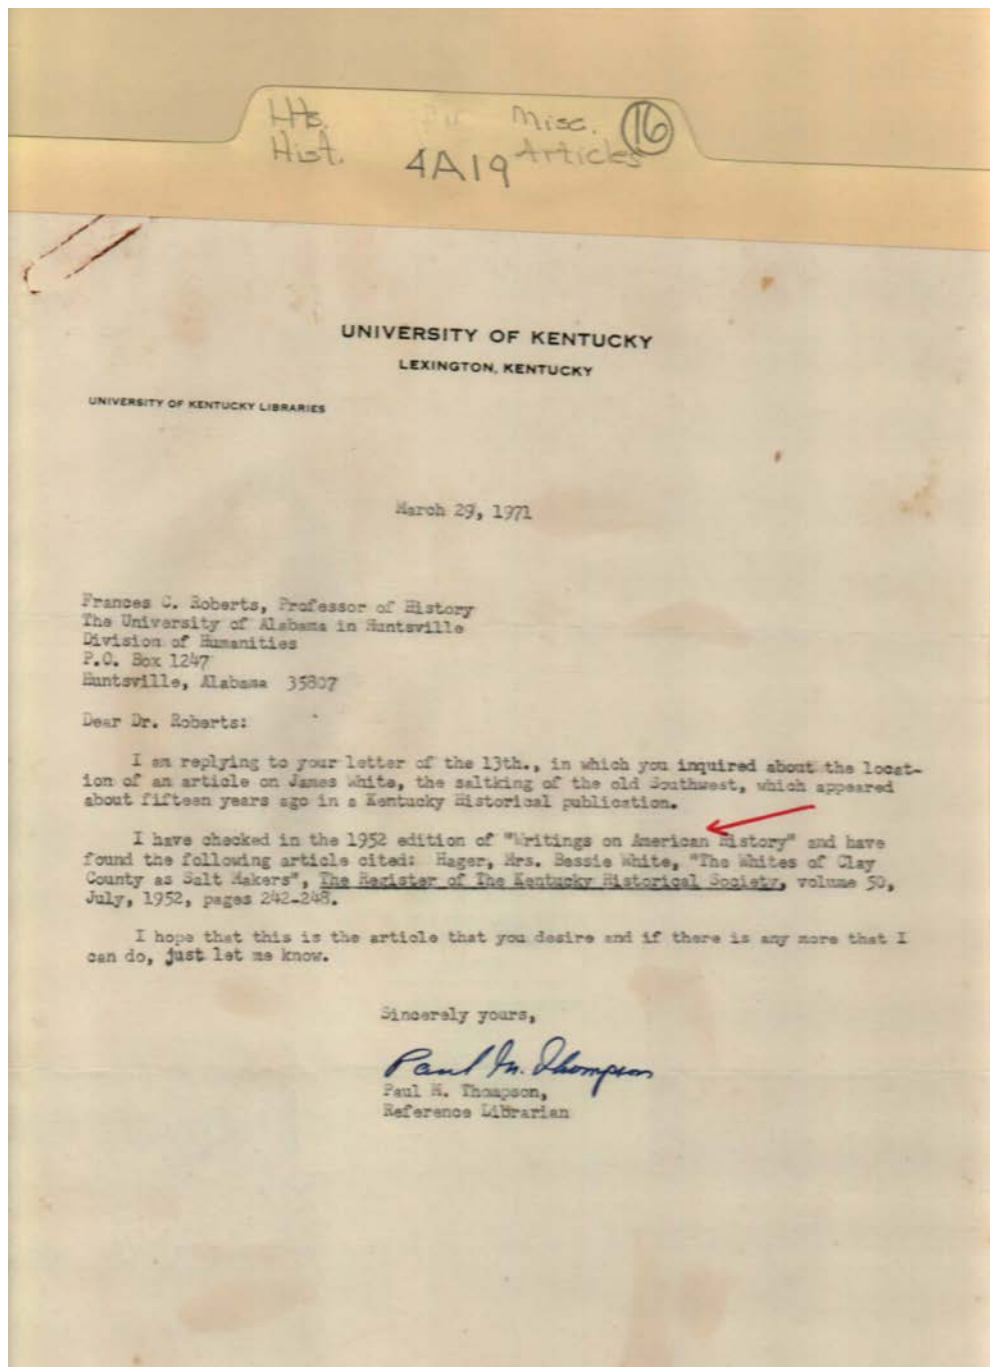 Hts. Misc. 16
Hist. 4A19 Articles
UNIVERSITY OF KENTUCKY
LEXINGTON, KENTUCKY
UNIVERSITY OF KENTUCKY LIBRARIES
March 29, 1971
Frances C. Roberts, Professor of History
The University of Alabama in Huntsville
Division of Humanities
P.O. Box 1247
Huntsville, Alabama 35807
Dear Dr. Roberts:
I am replying to your letter of the 13th., in which you inquired about the locat-
ion of an article on James White, the saltking of the old Southwest, which appeared
about fifteen years ago in a Kentucky Historical publication.
I have checked in the 1952 edition of "Writings on American History" and have
found the following article cited: Hager, Mrs. Bessie White, "The Whites of Clay
County as Salt Makers", The Register of The Kentucky Historical Society, volume 50,
July, 1952, pages 242-248.
I hope that this is the article that you desire and if there is any more that I
can do, just let me know.
Sincerely yours,
Paul M. Thompson
Paul M. Thompson,
Reference Librarian